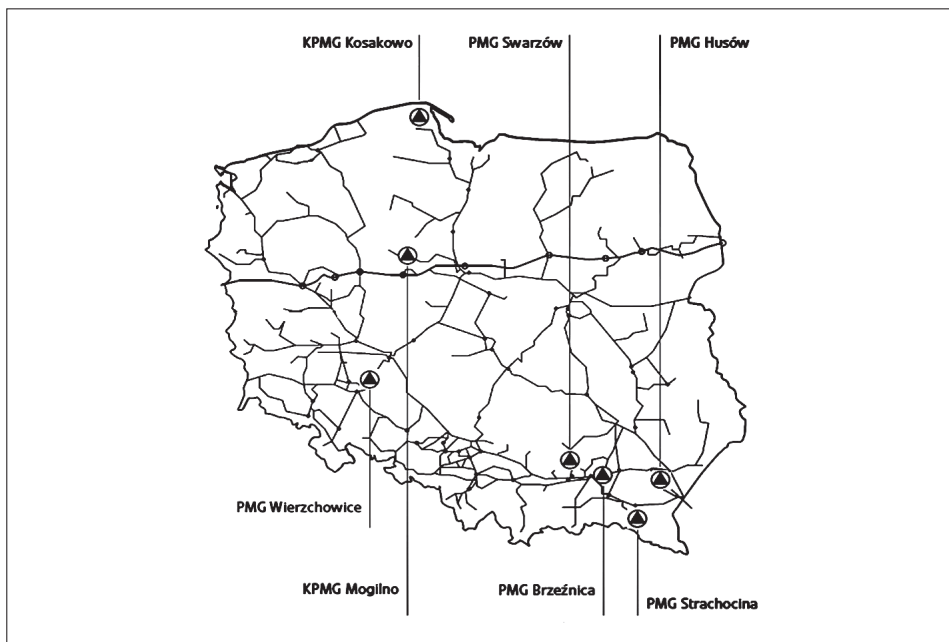 KPMG Kosakowo
PMG Swarzów
PMG Husów
PMG Wierzchowice
KPMG Mogilno
PMG Brzeźnica
PMG Strachocina